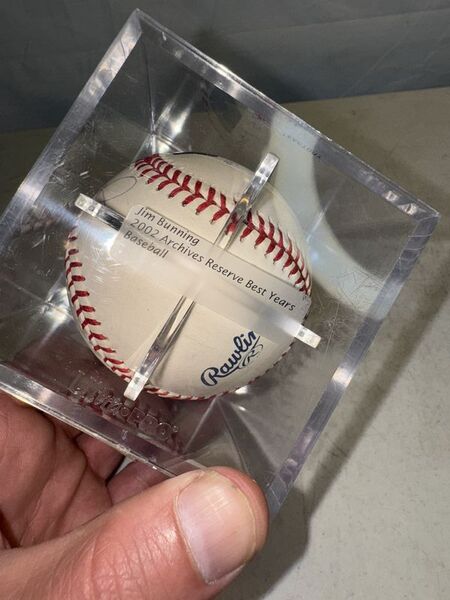 Jim Bunning
2002 Archives Reserve Best Years
Baseball
Rawlin
R